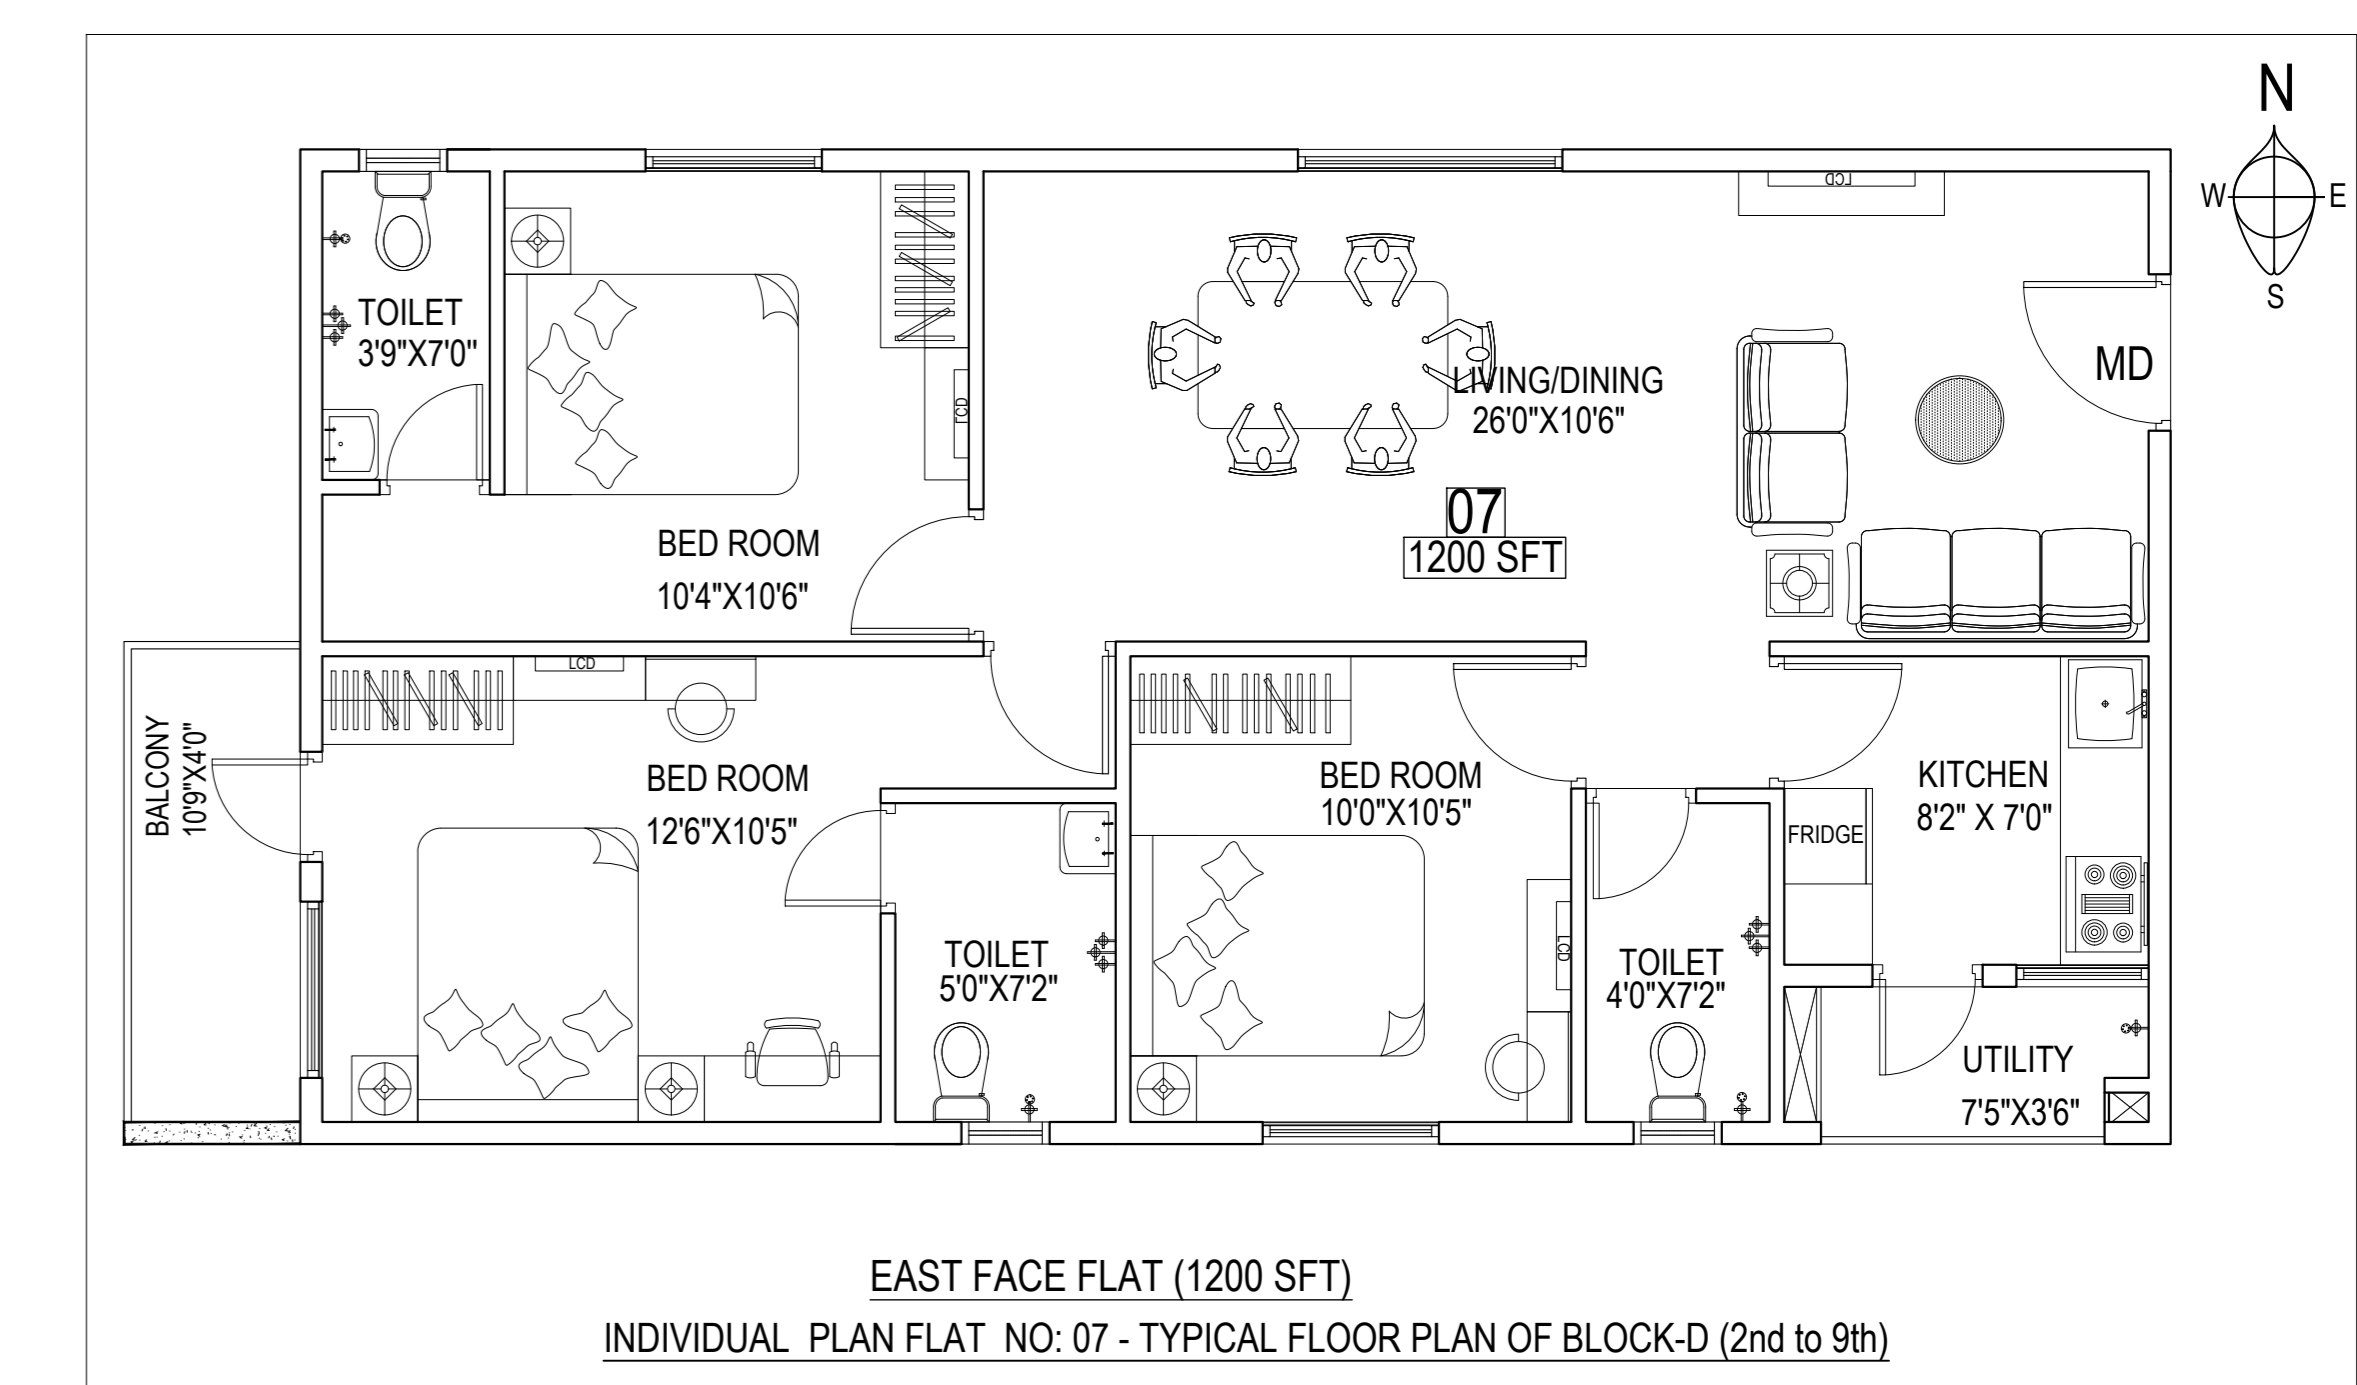 N
W
E
S
LCD
TOILET
3'9"X7'0"
LCD
MD
LIVING/DINING
26'0"X10'6"
07
1200 SFT
BED ROOM
10'4"X10'6"
LCD
BALCONY
10'9"X4'0"
BED ROOM
12'6"X10'5"
BED ROOM
10'0"X10'5"
KITCHEN
8'2" X 7'0"
FRIDGE
LCD
TOILET
5'0"X7'2"
TOILET
4'0"X7'2"
UTILITY
7'5"X3'6"
EAST FACE FLAT (1200 SFT)
INDIVIDUAL PLAN FLAT NO: 07 - TYPICAL FLOOR PLAN OF BLOCK-D (2nd to 9th)